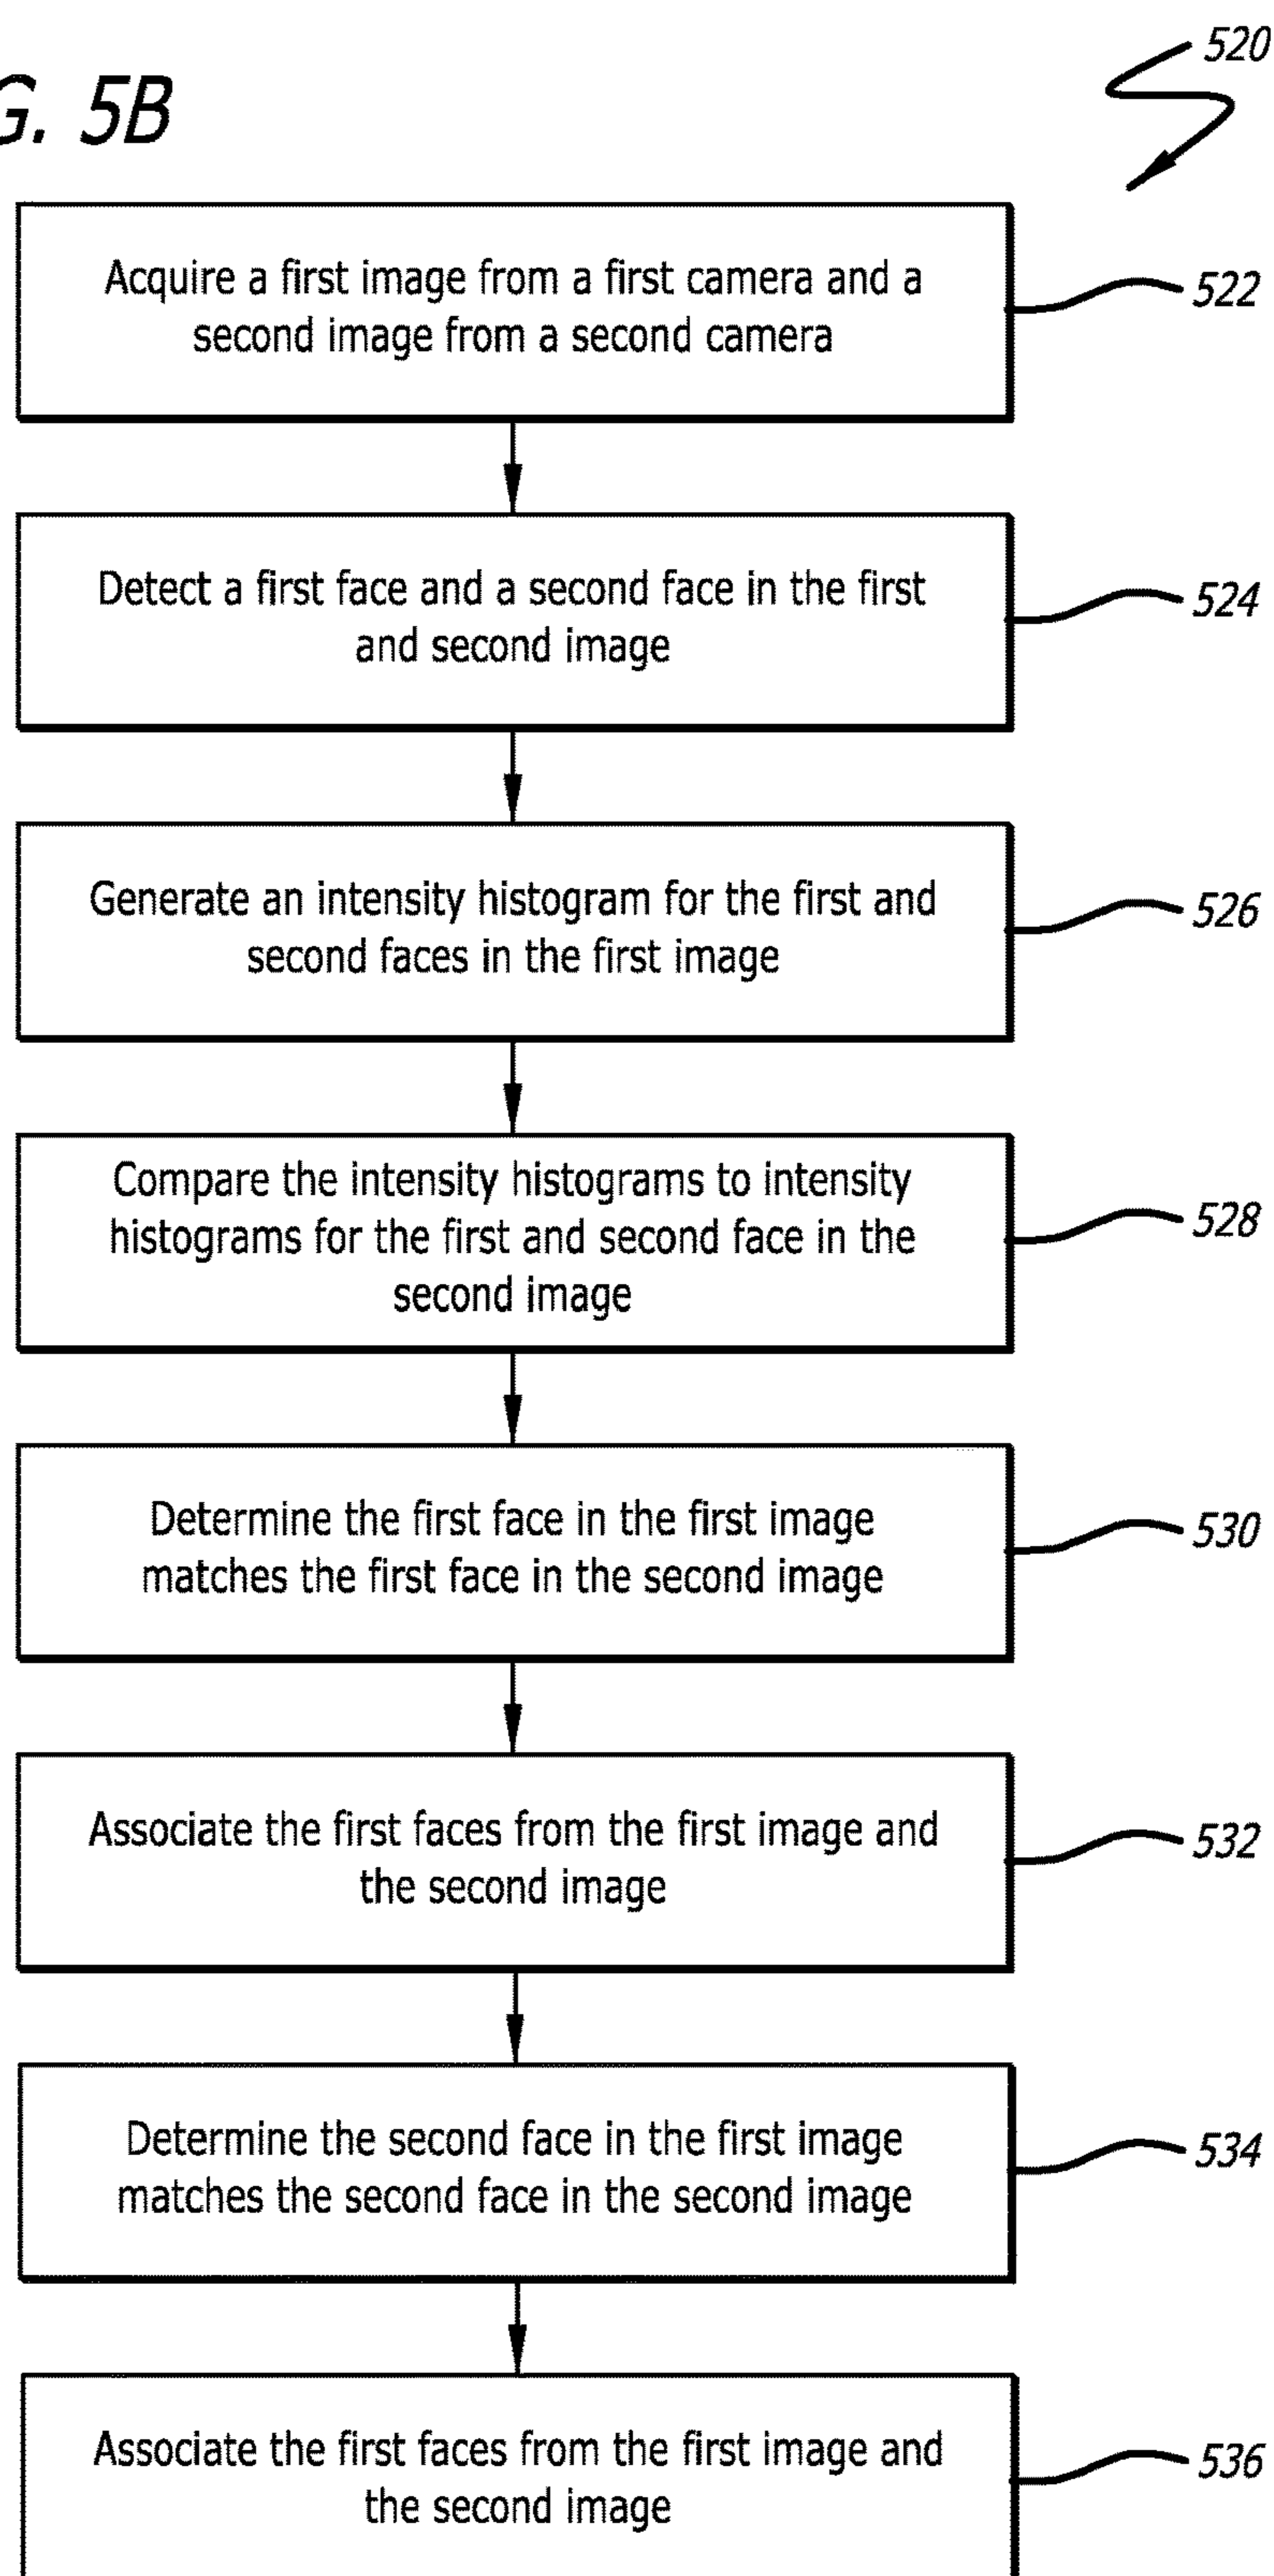 G. 5B
520
Acquire a first image from a first camera and a
second image from a second camera
522
Detect a first face and a second face in the first
and second image
524
Generate an intensity histogram for the first and
second faces in the first image
526
Compare the intensity histograms to intensity
histograms for the first and second face in the
second image
528
Determine the first face in the first image
matches the first face in the second image
530
Associate the first faces from the first image and
the second image
532
Determine the second face in the first image
matches the second face in the second image
534
Associate the first faces from the first image and
the second image
536